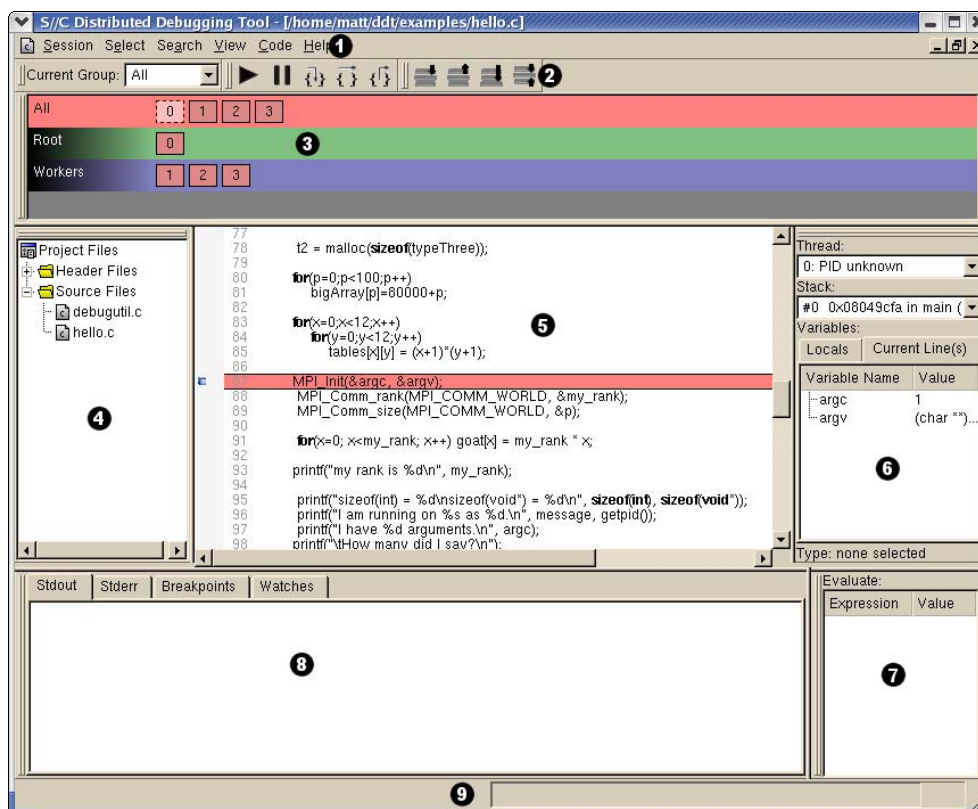 S//C Distributed Debugging Tool - [/home/matt/ddt/examples/hello.c]
Session Select Search View Code Help 1
Current Group: All 2
All 0 1 2 3
Root 0 3
Workers 1 2 3
Project Files
Header Files
Source Files
debugutil.c
hello.c
4
77
78 t2 = malloc(sizeof(typeThree));
79
80 for(p=0;p<100;p++)
81 bigArray[p]=80000+p;
82
83 for(x=0;x<12;x++)
84 for(y=0;y<12;y++)
85 tables[x][y] = (x+1)*(y+1);
86
87 MPI_Init(&argc, &argv);
88 MPI_Comm_rank(MPI_COMM_WORLD, &my_rank);
89 MPI_Comm_size(MPI_COMM_WORLD, &p);
90
91 for(x=0; x<my_rank; x++) goat[x] = my_rank * x;
92
93 printf("my rank is %d\n", my_rank);
94
95 printf("sizeof(int) = %d\nsizeof(void*) = %d\n", sizeof(int), sizeof(void*));
96 printf("I am running on %s as %d.\n", message, getpid());
97 printf("I have %d arguments.\n", argc);
98 printf("\tHow many did I say?\n");
5
Thread:
0: PID unknown
Stack:
#0 0x08049cfa in main (
Variables:
Locals Current Line(s)
Variable Name Value
argc 1
argv (char **)...
6
Type: none selected
Stdout Stderr Breakpoints Watches
8
Evaluate:
Expression Value
7
9